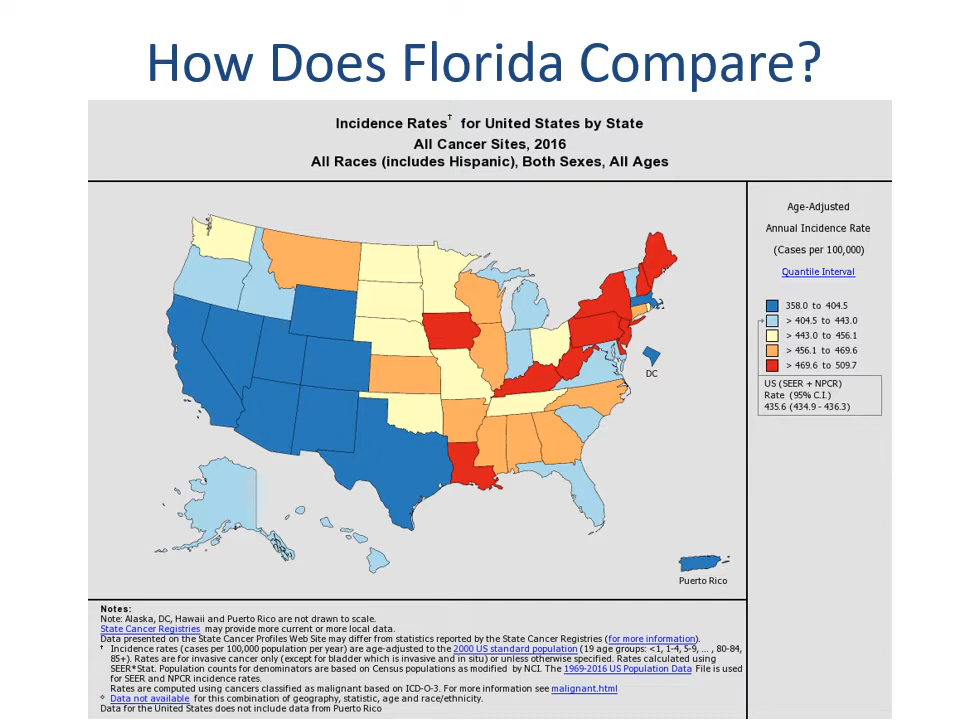 How Does Florida Compare?
Incidence Rates† for United States by State
All Cancer Sites, 2016
All Races (includes Hispanic), Both Sexes, All Ages
Age-Adjusted
Annual Incidence Rate
(Cases per 100,000)
Quantile Interval
358.0 to 404.5
> 404.5 to 443.0
> 443.0 to 456.1
> 456.1 to 469.6
> 469.6 to 509.7
US (SEER + NPCR)
Rate (95% C.I.)
435.6 (434.9 - 436.3)
DC
Puerto Rico
Notes:
Note: Alaska, DC, Hawaii and Puerto Rico are not drawn to scale.
State Cancer Registries may provide more current or more local data.
Data presented on the State Cancer Profiles Web Site may differ from statistics reported by the State Cancer Registries (for more information).
† Incidence rates (cases per 100,000 population per year) are age-adjusted to the 2000 US standard population (19 age groups: <1, 1-4, 5-9, ... , 80-84,
85+). Rates are for invasive cancer only (except for bladder which is invasive and in situ) or unless otherwise specified. Rates calculated using
SEER*Stat. Population counts for denominators are based on Census populations as modified by NCI. The 1969-2016 US Population Data File is used
for SEER and NPCR incidence rates.
Rates are computed using cancers classified as malignant based on ICD-O-3. For more information see malignant.html
◇ Data not available for this combination of geography, statistic, age and race/ethnicity.
Data for the United States does not include data from Puerto Rico